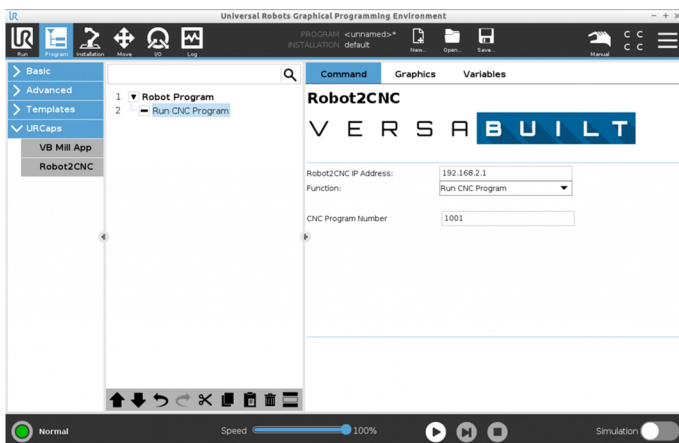 Universal Robots Graphical Programming Environment
PROGRAM <unnamed>*
INSTALLATION default
Run
Program
Installation
Move
I/O
Log
New...
Open...
Save...
Manual
C C
C C
Basic
Advanced
Templates
URCaps
VB Mill App
Robot2CNC
1 Robot Program
2 Run CNC Program
Command Graphics Variables
Robot2CNC
VERSABUILT
Robot2CNC IP Address: 192.168.2.1
Function: Run CNC Program
CNC Program Number 1001
Normal
Speed 100%
Simulation